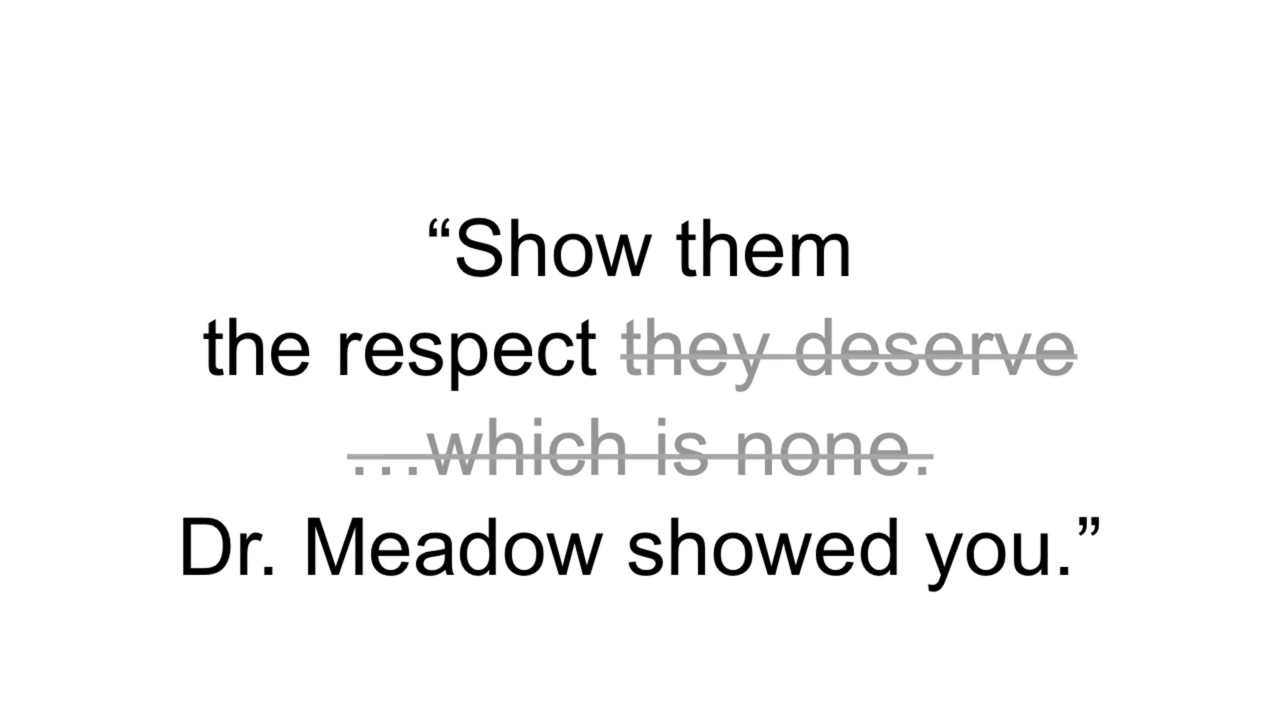 “Show them
the respect they deserve
…which is none.
Dr. Meadow showed you.”